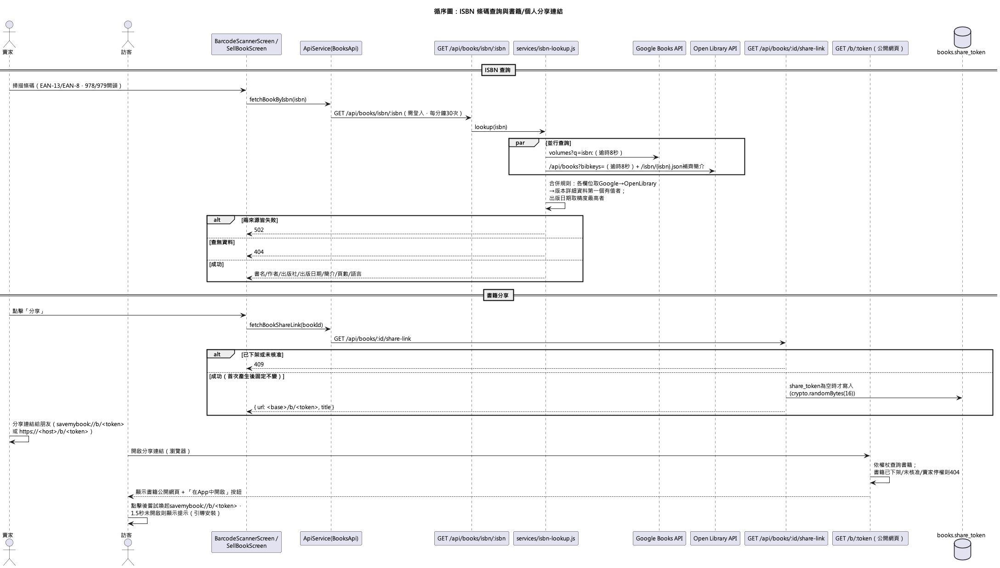 循序圖：ISBN 條碼查詢與書籍/個人分享連結
賣家
訪客
BarcodeScannerScreen /
SellBookScreen
ApiService(BooksApi)
GET /api/books/isbn/:isbn
services/isbn-lookup.js
Google Books API
Open Library API
GET /api/books/:id/share-link
GET /b/:token（公開網頁）
books.share_token
ISBN 查詢
掃描條碼（EAN-13/EAN-8，978/979開頭）
fetchBookByIsbn(isbn)
GET /api/books/isbn/:isbn（需登入，每分鐘30次）
lookup(isbn)
par
[並行查詢]
volumes?q=isbn:（逾時8秒）
/api/books?bibkeys=（逾時8秒）+ /isbn/{isbn}.json補齊簡介
合併規則：各欄位取Google→OpenLibrary
→版本詳細資料第一個有值者；
出版日期取精度最高者
alt
[兩來源皆失敗]
502
[查無資料]
404
[成功]
書名/作者/出版社/出版日期/簡介/頁數/語言
書籍分享
點擊「分享」
fetchBookShareLink(bookId)
GET /api/books/:id/share-link
alt
[已下架或未核准]
409
[成功（首次產生後固定不變）]
share_token為空時才寫入
(crypto.randomBytes(16))
{ url: <base>/b/<token>, title }
分享連結給朋友（savemybook://b/<token>
或 https://<host>/b/<token>）
開啟分享連結（瀏覽器）
依權杖查詢書籍；
書籍已下架/未核准/賣家停權則404
顯示書籍公開網頁 + 「在App中開啟」按鈕
點擊後嘗試喚起savemybook://b/<token>，
1.5秒未開啟則顯示提示（引導安裝）
賣家
訪客
BarcodeScannerScreen /
SellBookScreen
ApiService(BooksApi)
GET /api/books/isbn/:isbn
services/isbn-lookup.js
Google Books API
Open Library API
GET /api/books/:id/share-link
GET /b/:token（公開網頁）
books.share_token